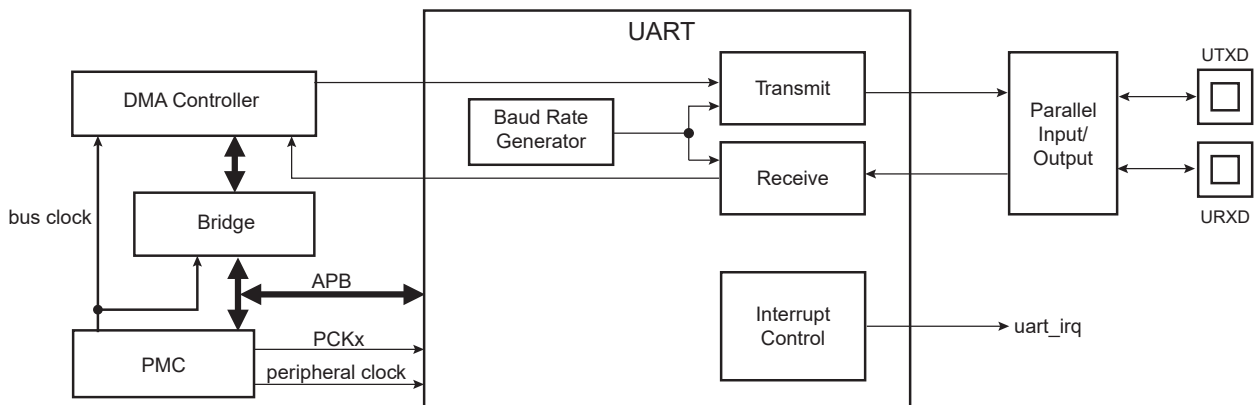 UART
DMA Controller
Transmit
Baud Rate
Generator
Receive
Parallel
Input/
Output
UTXD
URXD
bus clock
Bridge
APB
PMC
PCKx
peripheral clock
Interrupt
Control
uart_irq